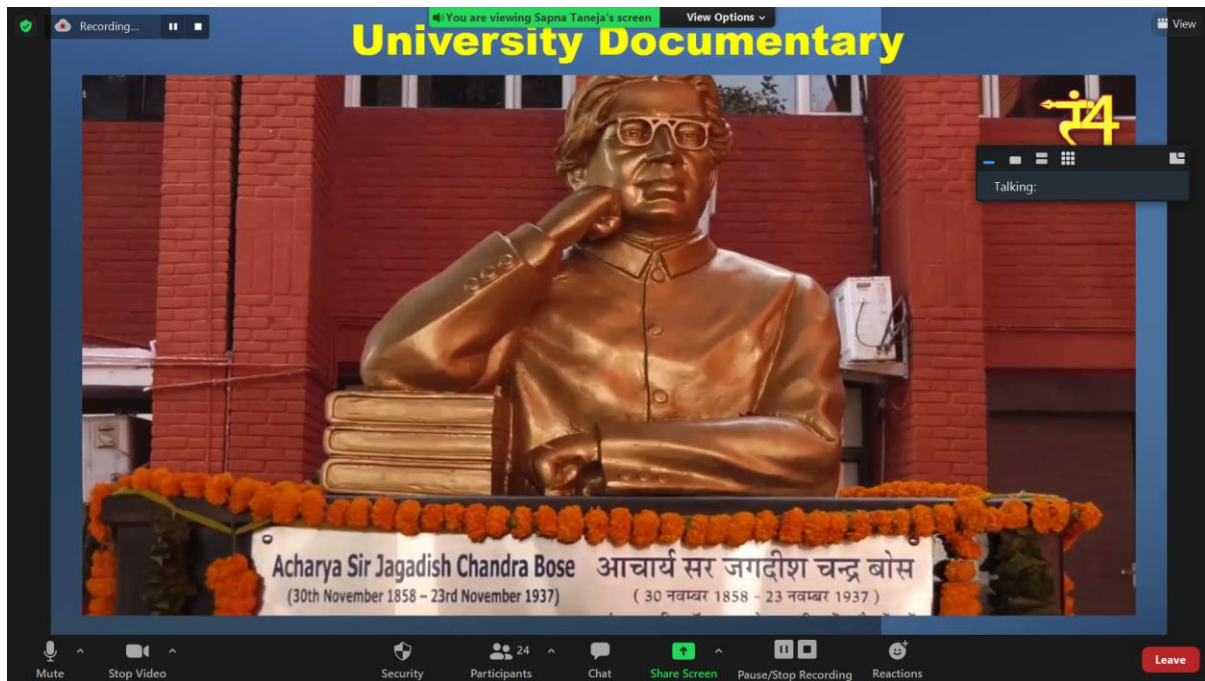 Recording...
You are viewing Sapna Taneja's screen
View Options
View
University Documentary
Talking:
Acharya Sir Jagadish Chandra Bose आचार्य सर जगदीश चन्द्र बोस
(30th November 1858 – 23rd November 1937) ( 30 नवम्बर 1858 - 23 नवम्बर 1937 )
Mute
Stop Video
Security
24
Participants
Chat
Share Screen
Pause/Stop Recording
Reactions
Leave